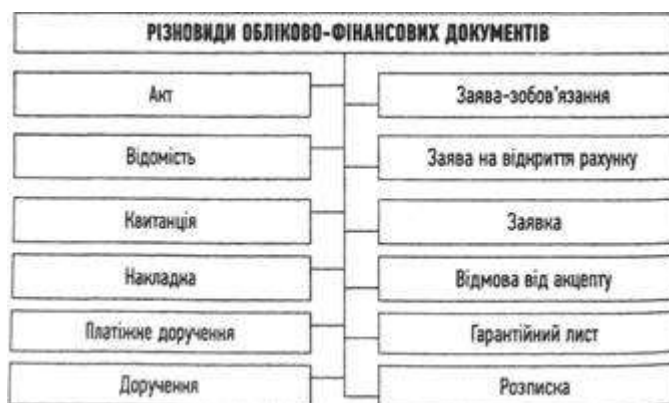 РІЗНОВИДИ ОБЛІКОВО-ФІНАНСОВИХ ДОКУМЕНТІВ
Акт
Заява-зобов'язання
Відомість
Заява на відкриття рахунку
Квитанція
Заявка
Накладка
Відмова від акцепту
Платіжне доручення
Гарантійний лист
Доручення
Розписка